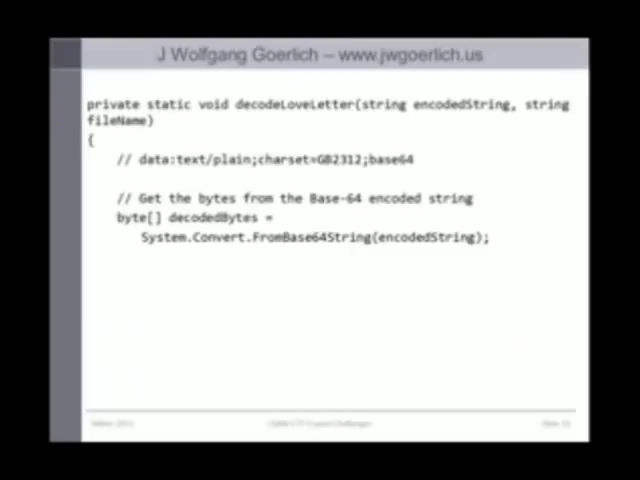 J Wolfgang Goerlich – www.jwgoerlich.us
private static void decodeLoveLetter(string encodedString, string
fileName)
{
// data:text/plain;charset=GB2312;base64
// Get the bytes from the Base-64 encoded string
byte[] decodedBytes =
System.Convert.FromBase64String(encodedString);